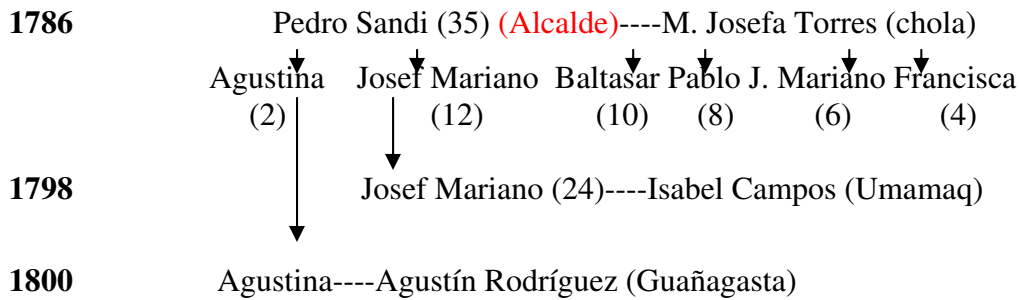 1786 Pedro Sandi (35) (Alcalde)----M. Josefa Torres (chola)
Agustina Josef Mariano Baltasar Pablo J. Mariano Francisca
(2) (12) (10) (8) (6) (4)
1798 Josef Mariano (24)----Isabel Campos (Umamaq)
1800 Agustina----Agustín Rodríguez (Guañagasta)